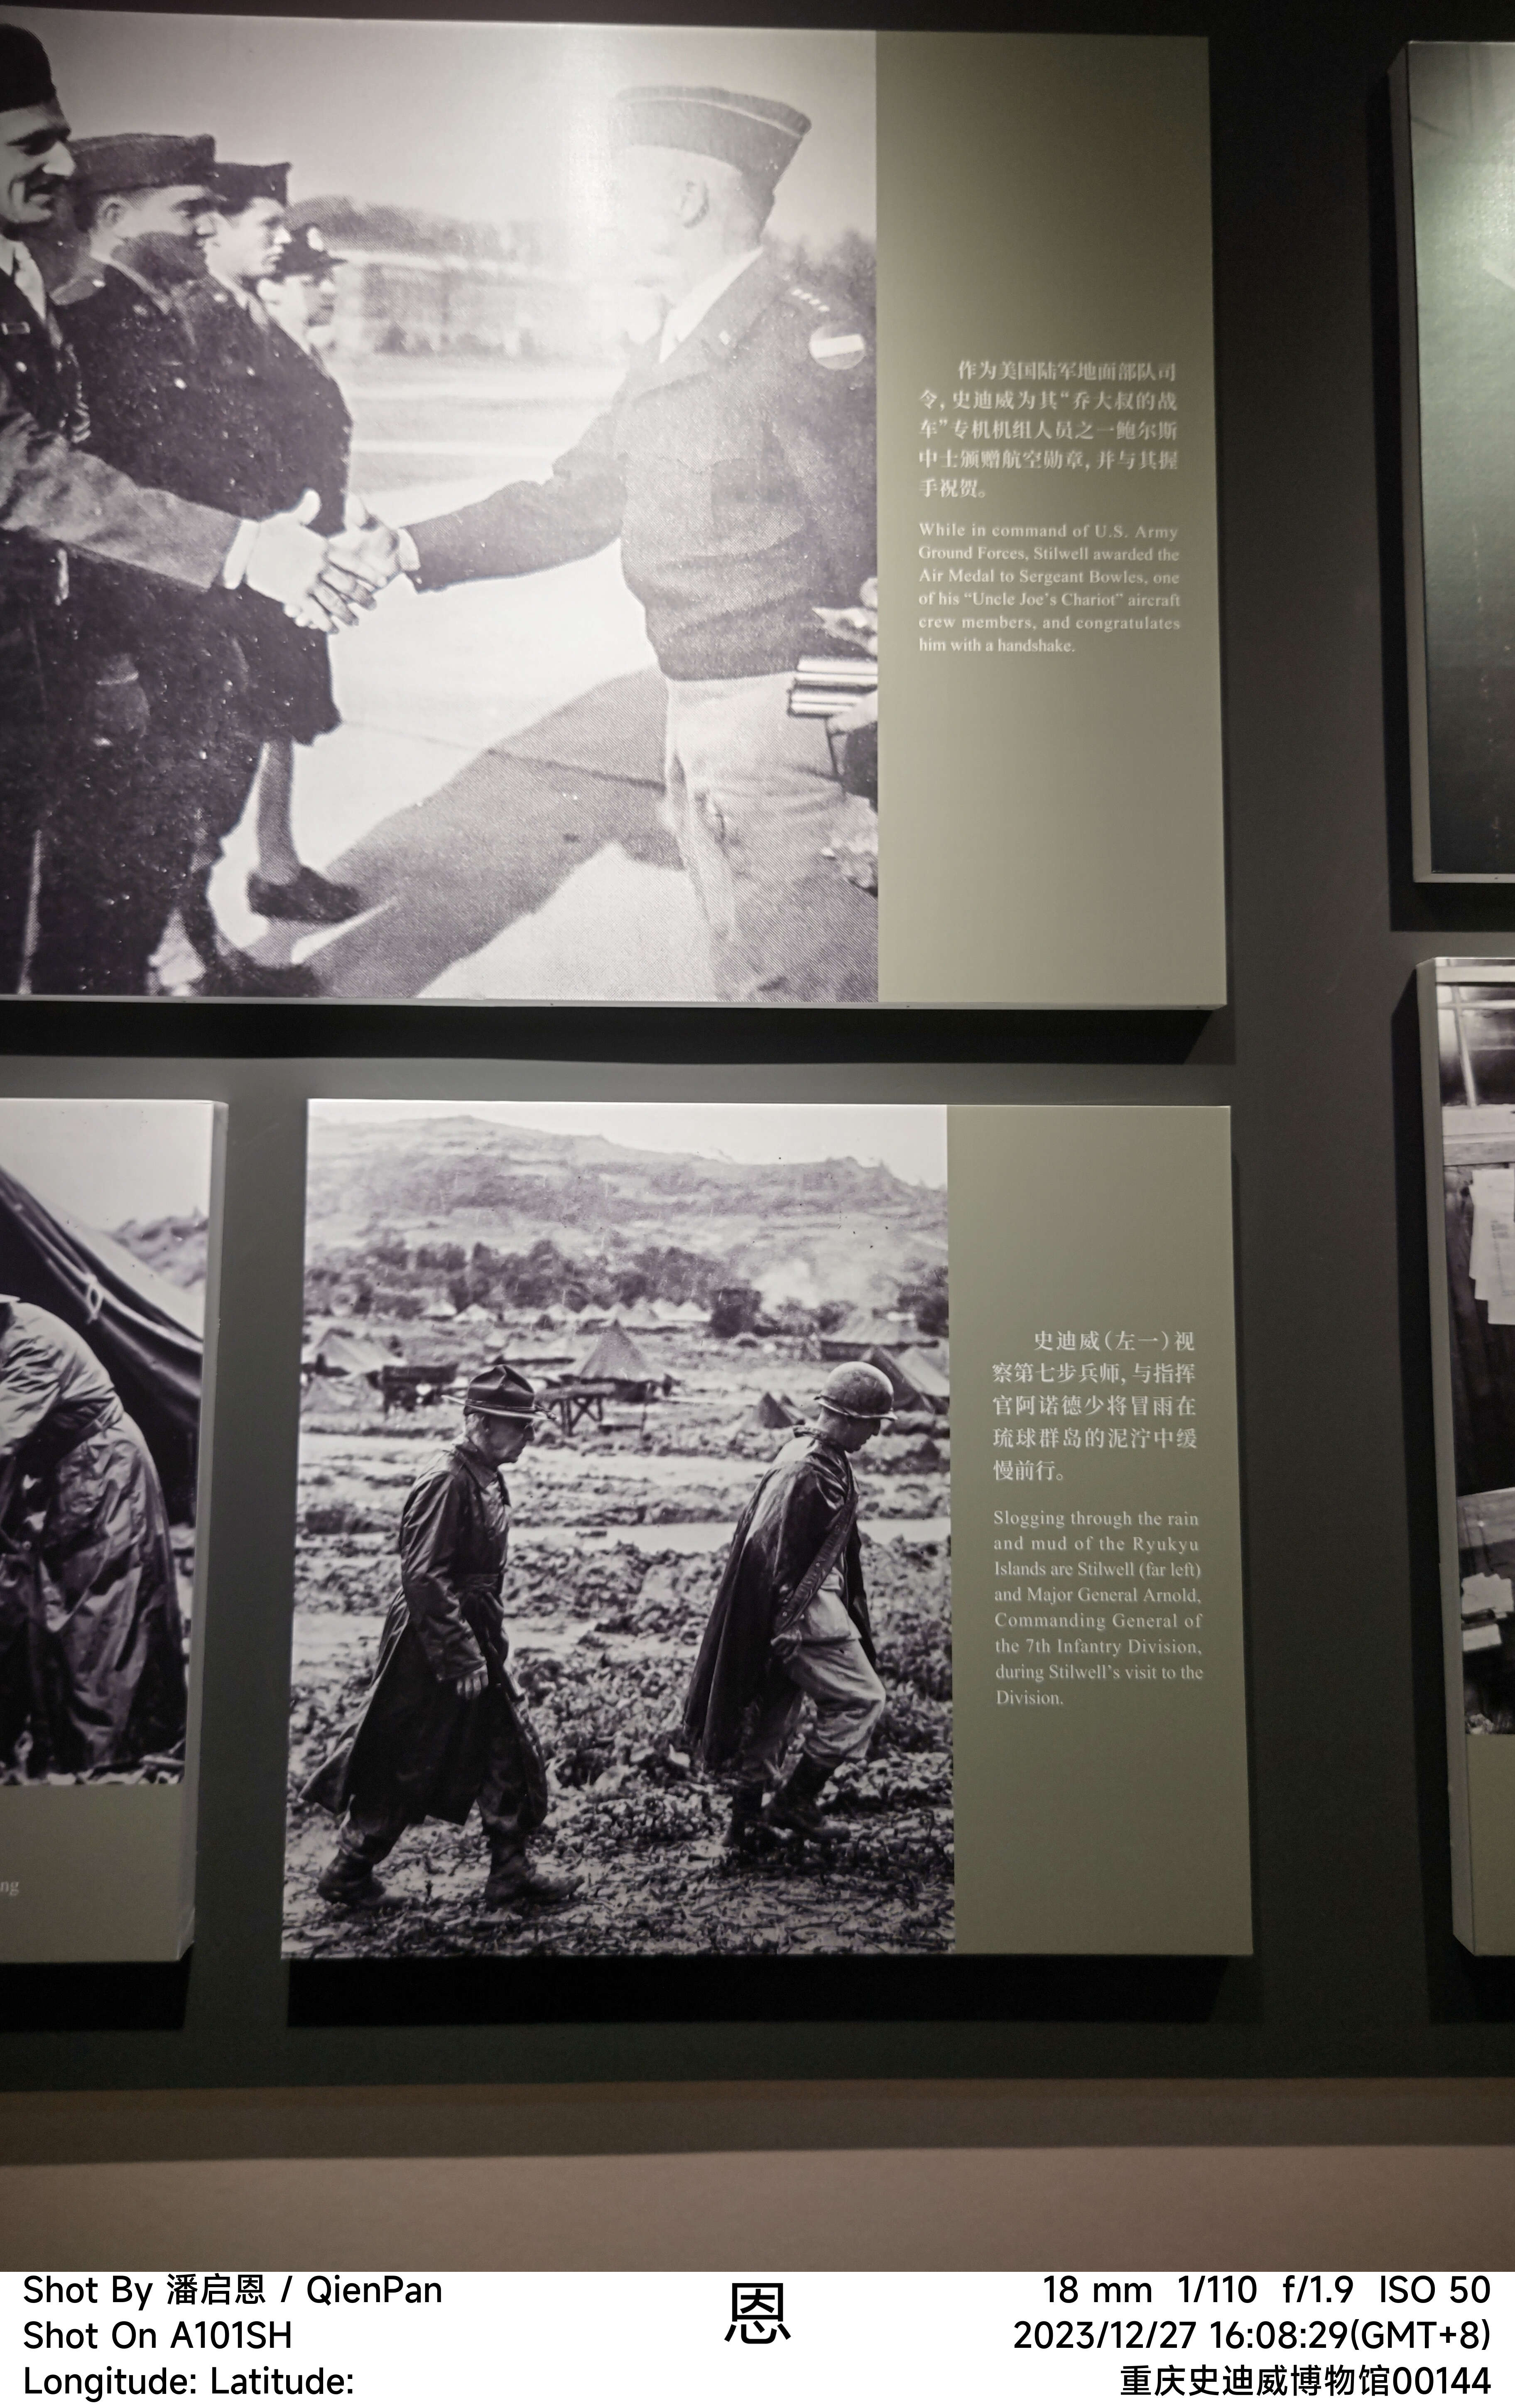 作为美国陆军地面部队司
令，史迪威为其“乔大叔的战
车”专机机组人员之一鲍尔斯
中士颁赠航空勋章，并与其握
手祝贺。
While in command of U.S. Army
Ground Forces, Stilwell awarded the
Air Medal to Sergeant Bowles, one
of his “Uncle Joe’s Chariot” aircraft
crew members, and congratulates
him with a handshake.
史迪威（左一）视
察第七步兵师，与指挥
官阿诺德少将冒雨在
琉球群岛的泥泞中缓
慢前行。
Slogging through the rain
and mud of the Ryukyu
Islands are Stilwell (far left)
and Major General Arnold,
Commanding General of
the 7th Infantry Division,
during Stilwell’s visit to the
Division.
ng
Shot By 潘启恩 / QienPan
Shot On A101SH
Longitude: Latitude:
恩
18 mm 1/110 f/1.9 ISO 50
2023/12/27 16:08:29(GMT+8)
重庆史迪威博物馆00144